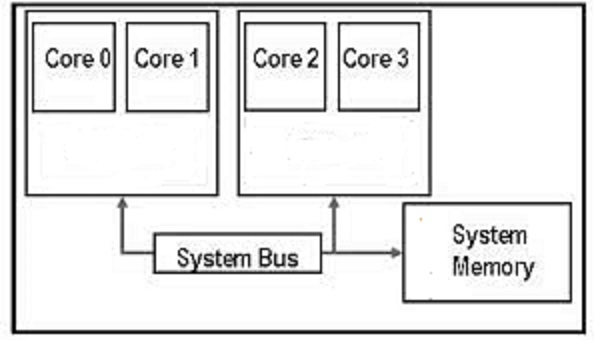 Core 0
Core 1
Core 2
Core 3
System Bus
System
Memory